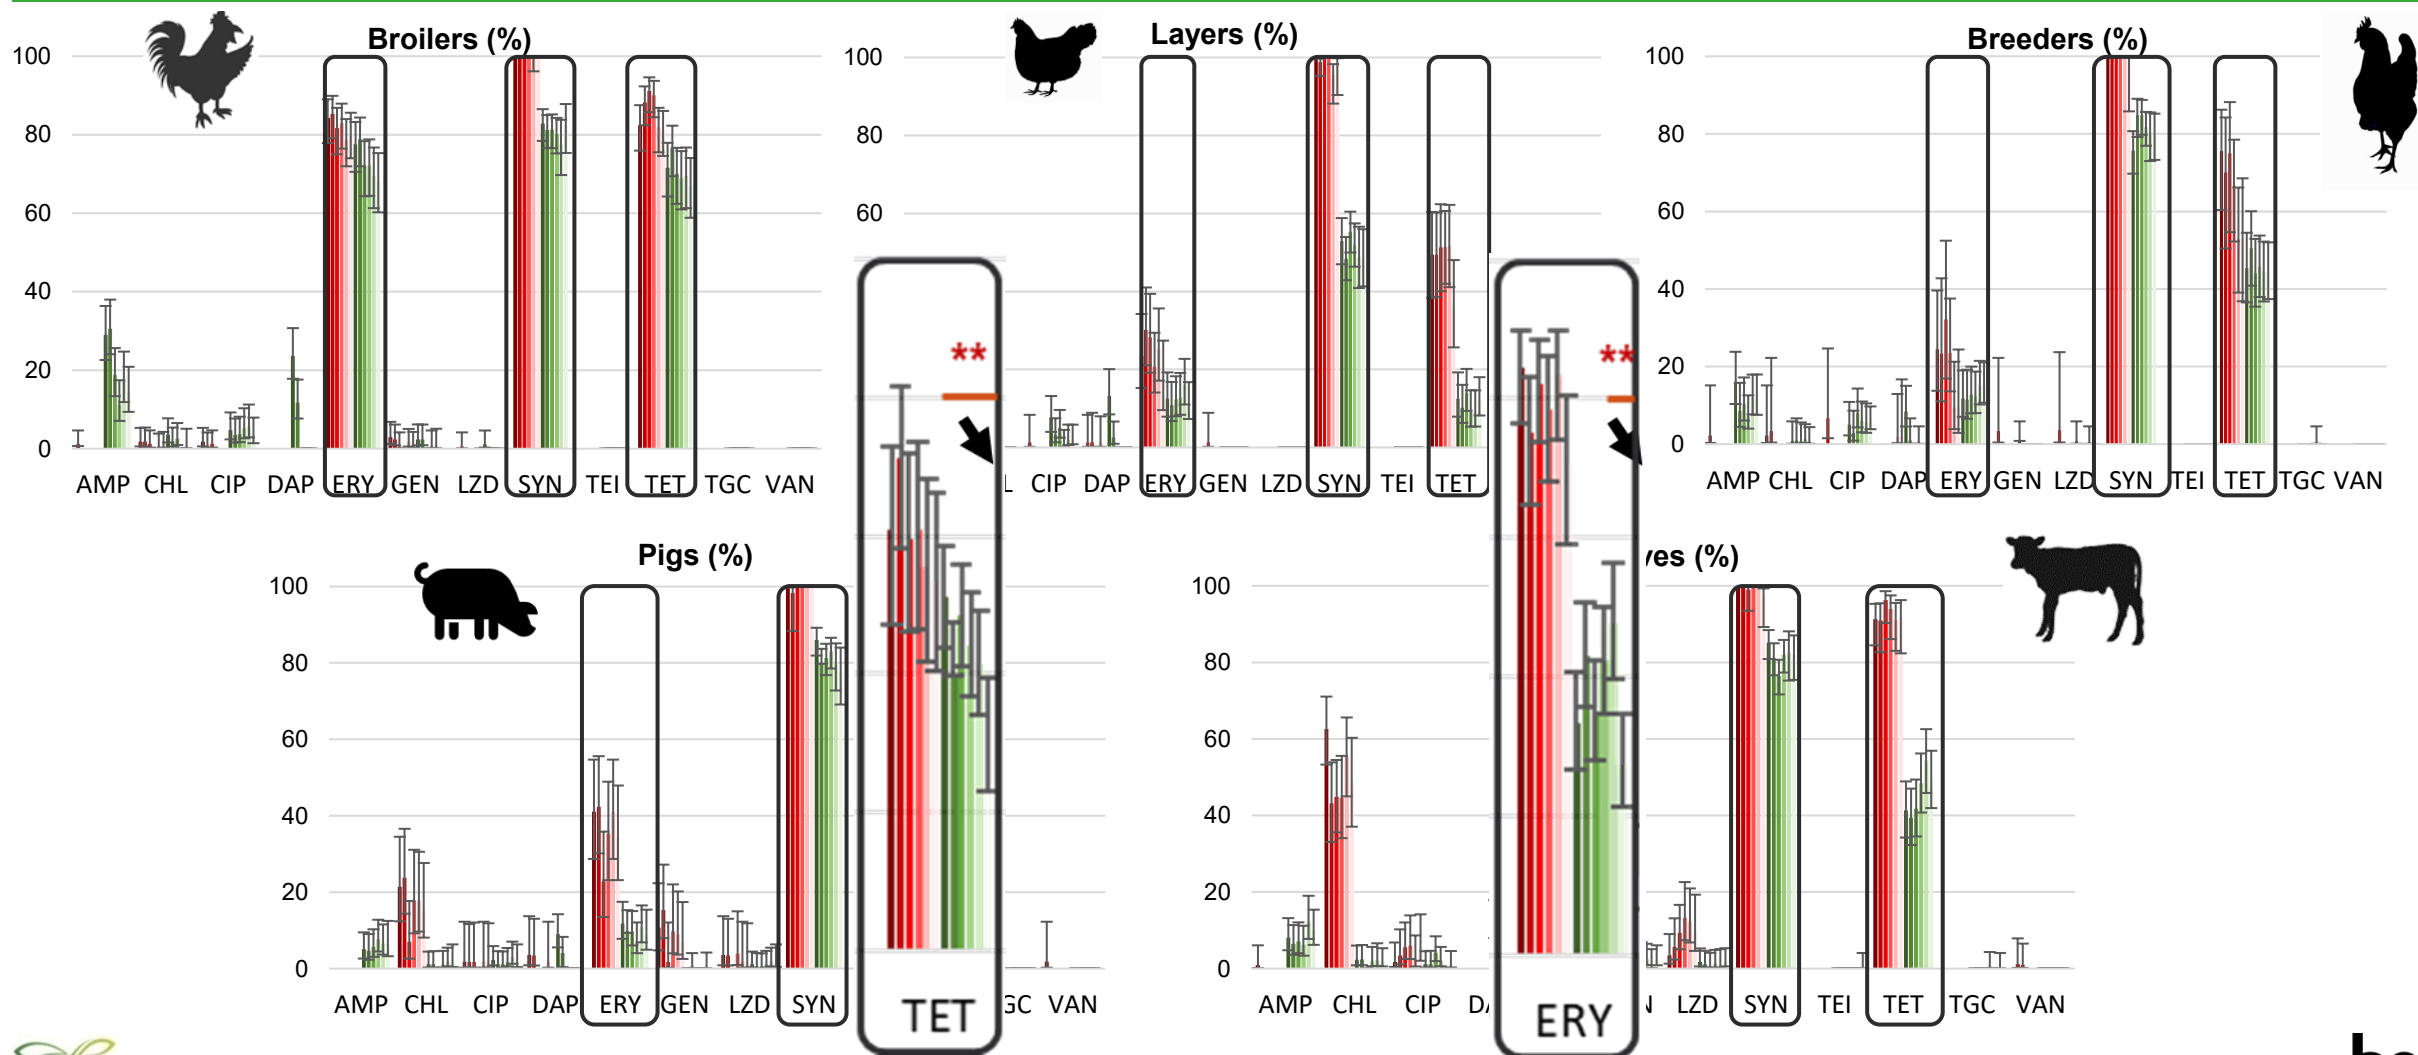 Broilers (%)
100
80
60
40
20
0
AMP CHL CIP DAP ERY GEN LZD SYN TEI TET TGC VAN
Layers (%)
100
80
60
L CIP DAP ERY GEN LZD SYN TEI TET
Breeders (%)
100
80
60
40
20
0
AMP CHL CIP DAP ERY GEN LZD SYN TEI TET TGC VAN
Pigs (%)
100
80
60
40
20
0
AMP CHL CIP DAP ERY GEN LZD SYN
GC VAN
**
TET
ves (%)
100
80
60
40
20
0
AMP CHL CIP
LZD SYN TEI TET TGC VAN
**
ERY